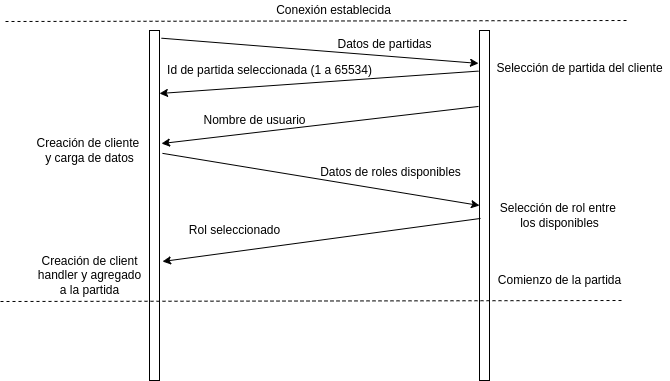 Conexión establecida
Datos de partidas
Selección de partida del cliente
Id de partida seleccionada (1 a 65534)
Nombre de usuario
Creación de cliente
y carga de datos
Datos de roles disponibles
Selección de rol entre
los disponibles
Rol seleccionado
Creación de client
handler y agregado
a la partida
Comienzo de la partida